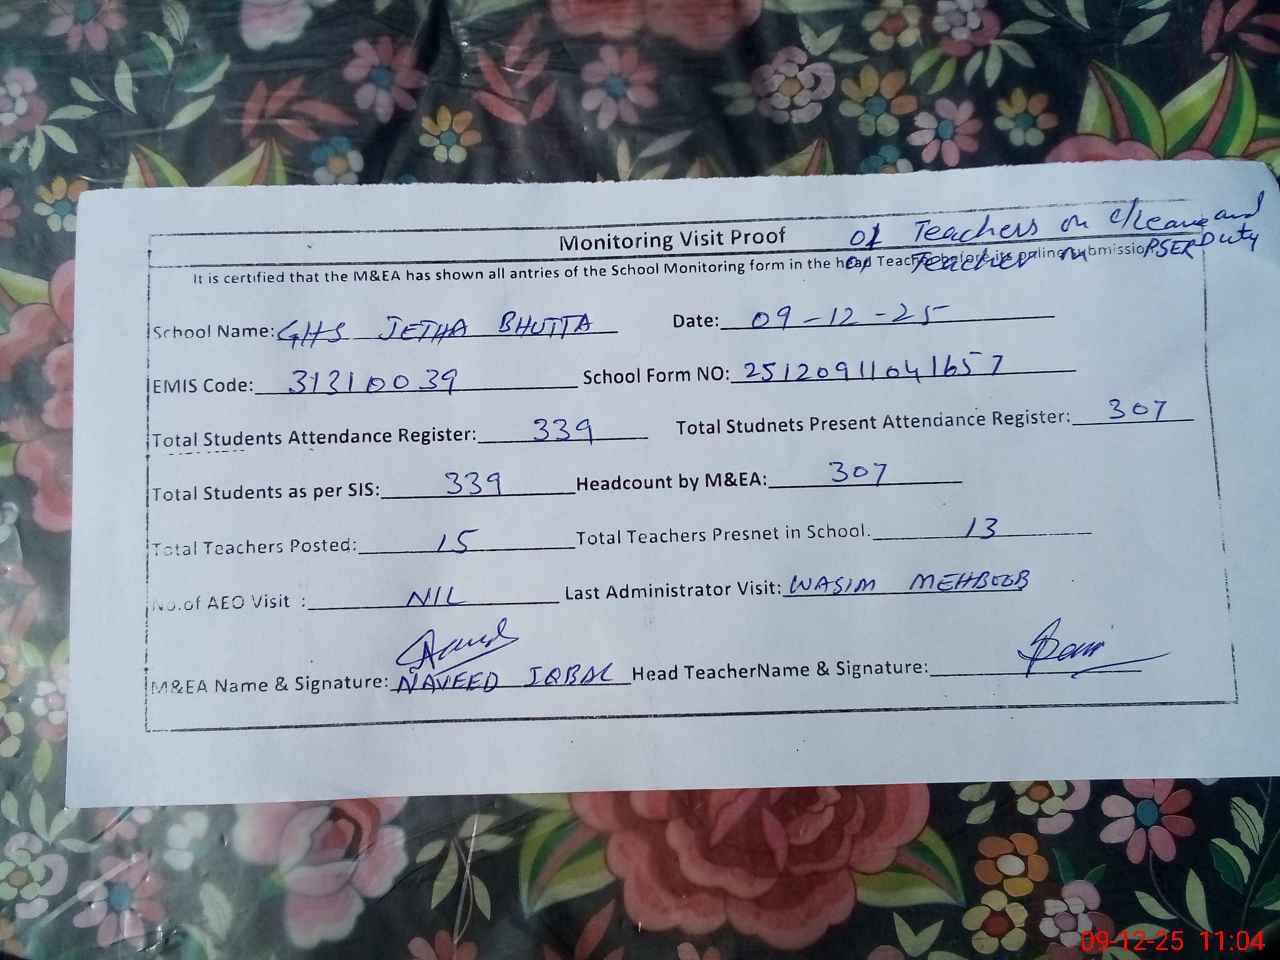 Monitoring Visit Proof
01 Teachers on c/Leave and
01 Teacher on PSER Duty
It is certified that the M&EA has shown all antries of the School Monitoring form in the head Teacher before its online submission
School Name: GHS JETHA BHUTTA Date: 09-12-25
EMIS Code: 31310039 School Form NO: 25120911041657
Total Students Attendance Register: 339 Total Studnets Present Attendance Register: 307
Total Students as per SIS: 339 Headcount by M&EA: 307
Total Teachers Posted: 15 Total Teachers Presnet in School. 13
No.of AEO Visit : NIL Last Administrator Visit: WASIM MEHBOOB
M&EA Name & Signature: NAVEED IQBAL Head TeacherName & Signature:
09-12-25 11:04